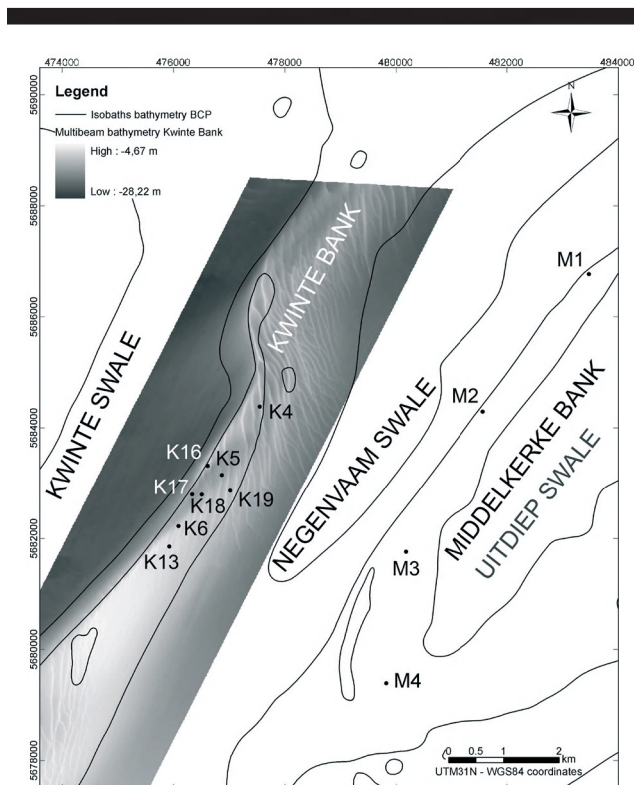 474000 476000 478000 480000 482000 484000
5690000
5688000
5686000
5684000
5682000
5680000
5678000
Legend
Isobaths bathymetry BCP
Multibeam bathymetry Kwinte Bank
High : -4,67 m
Low : -28,22 m
N
KWINTE SWALE
KWINTE BANK
NEGENVAAM SWALE
MIDDELKERKE BANK
UITDIEP SWALE
M1
M2
M3
M4
K4
K16
K5
K17
K18
K19
K6
K13
0 0.5 1 2
km
UTM31N - WGS84 coordinates